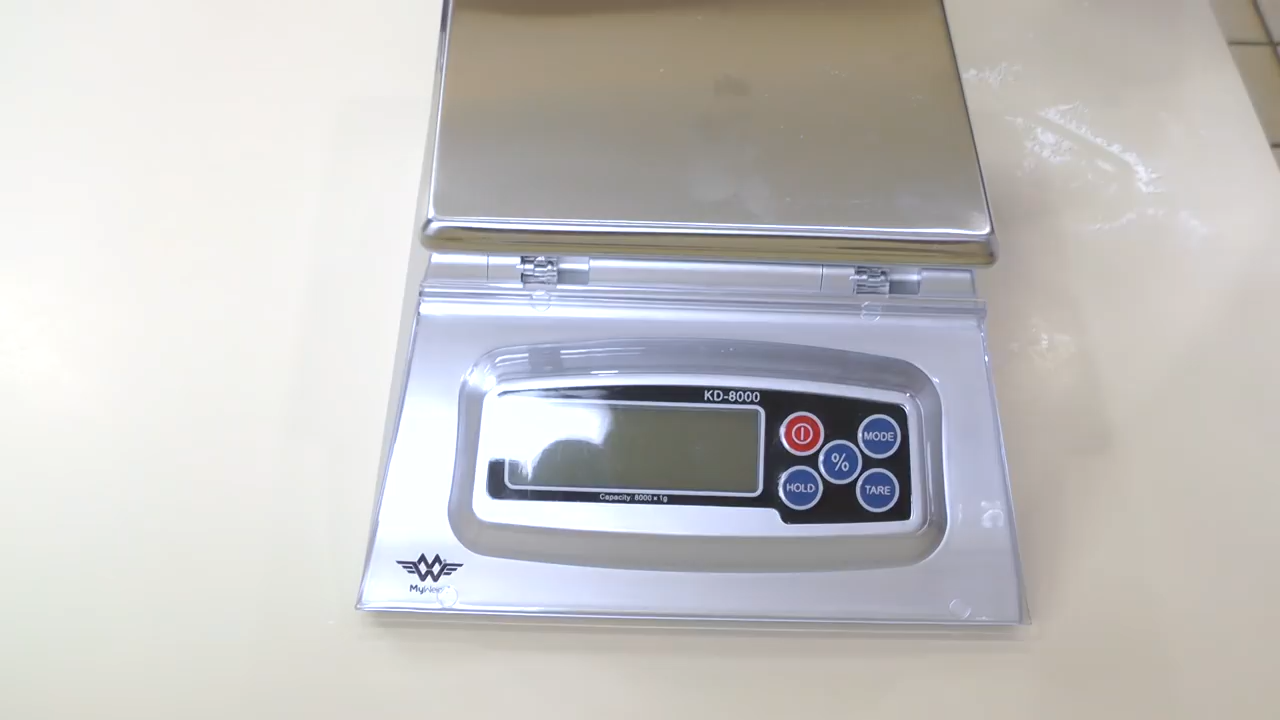 KD-8000
MODE
%
HOLD
TARE
Capacity: 8000 × 1g